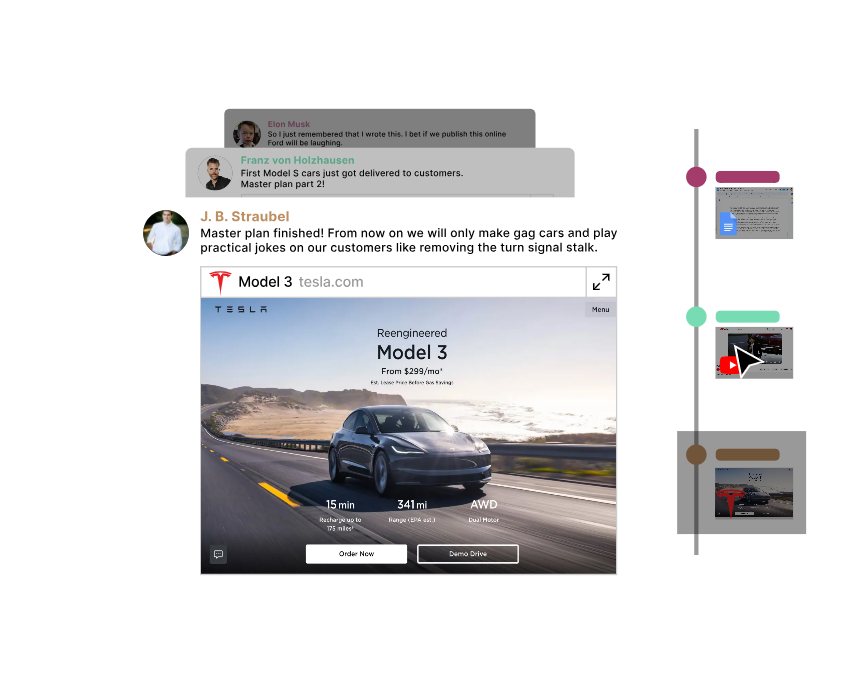 Elon Musk
So I just remembered that I wrote this. I bet if we publish this online
Ford will be laughing.
Franz von Holzhausen
First Model S cars just got delivered to customers.
Master plan part 2!
J. B. Straubel
Master plan finished! From now on we will only make gag cars and play
practical jokes on our customers like removing the turn signal stalk.
Model 3 tesla.com
TESLA
Menu
Reengineered
Model 3
From $299/mo*
Est. Lease Price Before Gas Savings
15 min
Recharge up to
175 miles¹
341 mi
Range (EPA est.)
AWD
Dual Motor
Order Now
Demo Drive